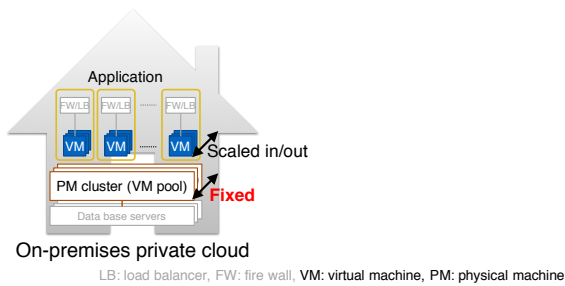 Application
FW/LB FW/LB ........ FW/LB
VM VM ........ VM
Scaled in/out
PM cluster (VM pool)
Fixed
Data base servers
On-premises private cloud
LB: load balancer, FW: fire wall, VM: virtual machine, PM: physical machine